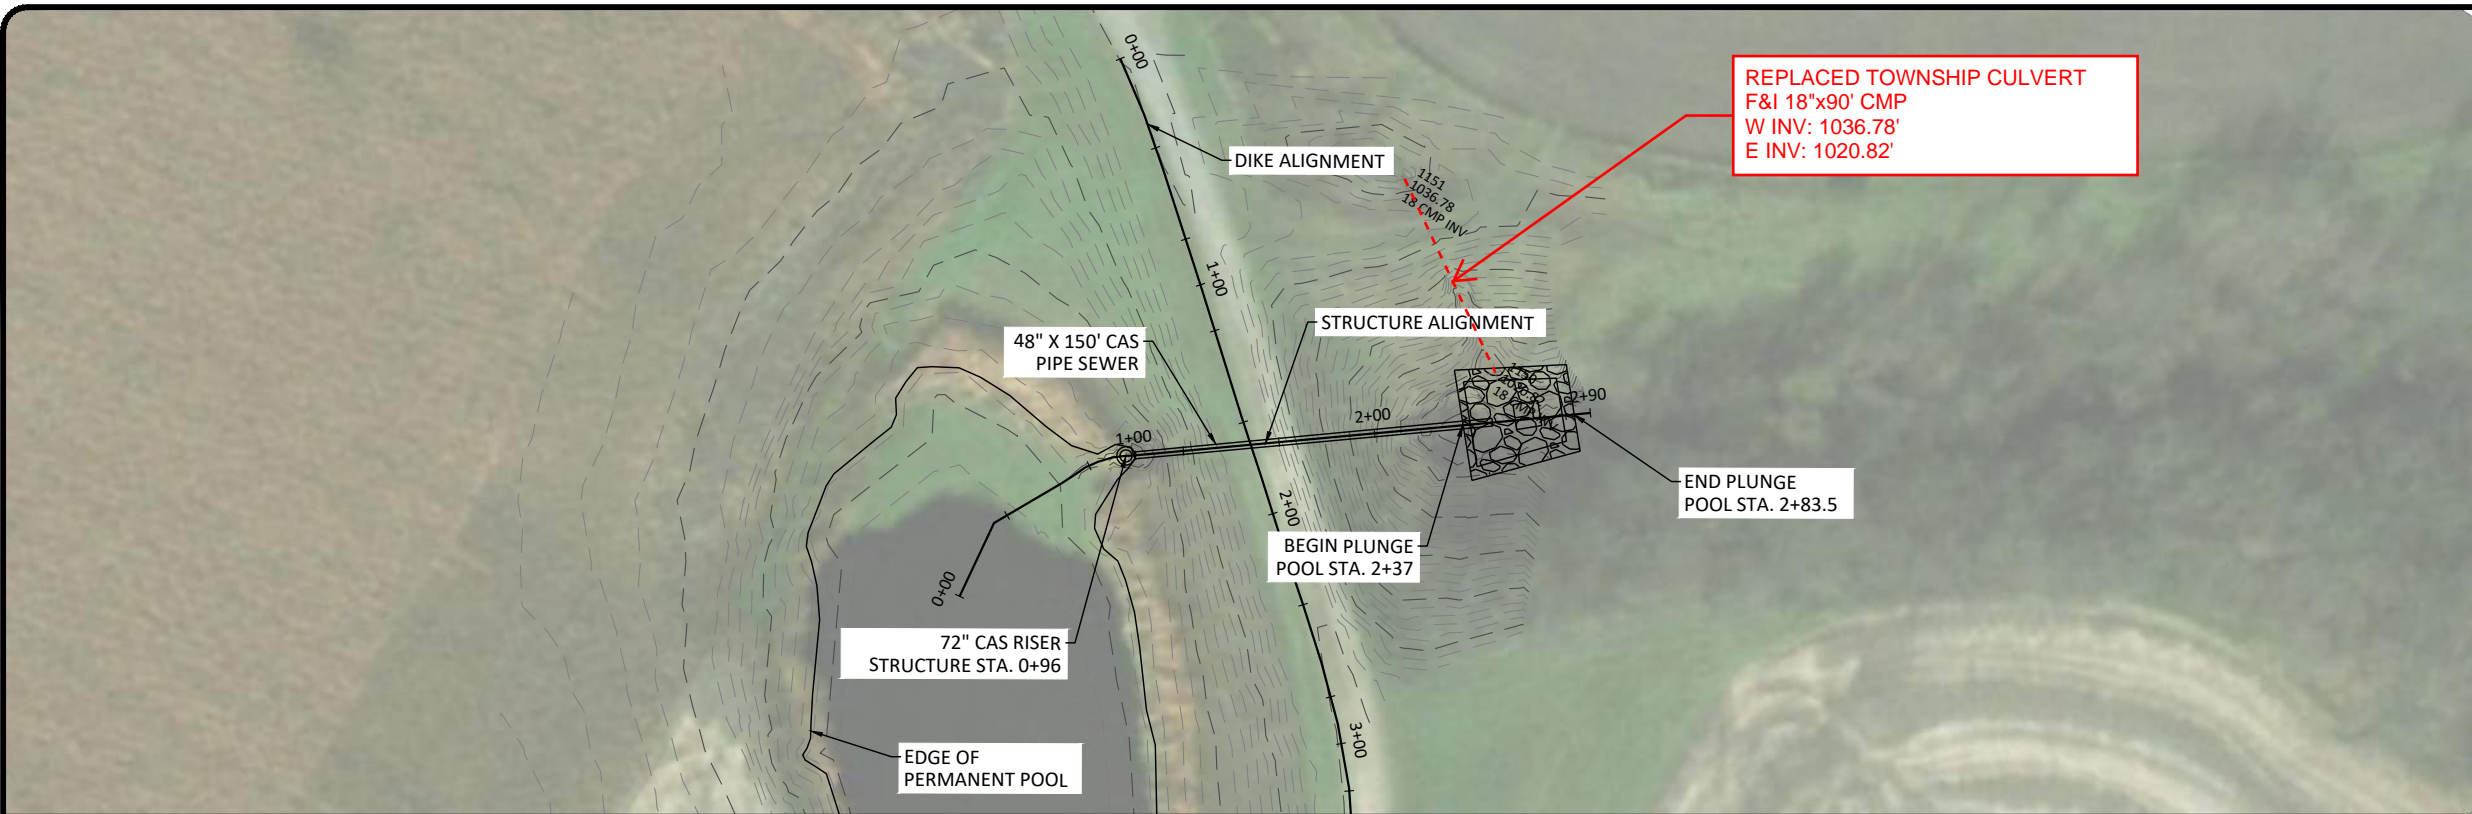 0+00
REPLACED TOWNSHIP CULVERT
F&I 18"x90' CMP
W INV: 1036.78'
E INV: 1020.82'
DIKE ALIGNMENT
1151
1036.78
18 CMP INV
1+00
STRUCTURE ALIGNMENT
48" X 150' CAS
PIPE SEWER
2+00
2+90
1+00
END PLUNGE
POOL STA. 2+83.5
2+00
BEGIN PLUNGE
POOL STA. 2+37
0+00
72" CAS RISER
STRUCTURE STA. 0+96
3+00
EDGE OF
PERMANENT POOL